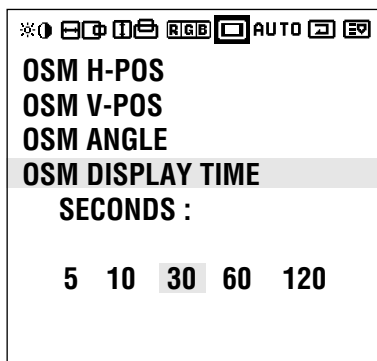 RGB AUTO
OSM H-POS
OSM V-POS
OSM ANGLE
OSM DISPLAY TIME
SECONDS :
5 10 30 60 120